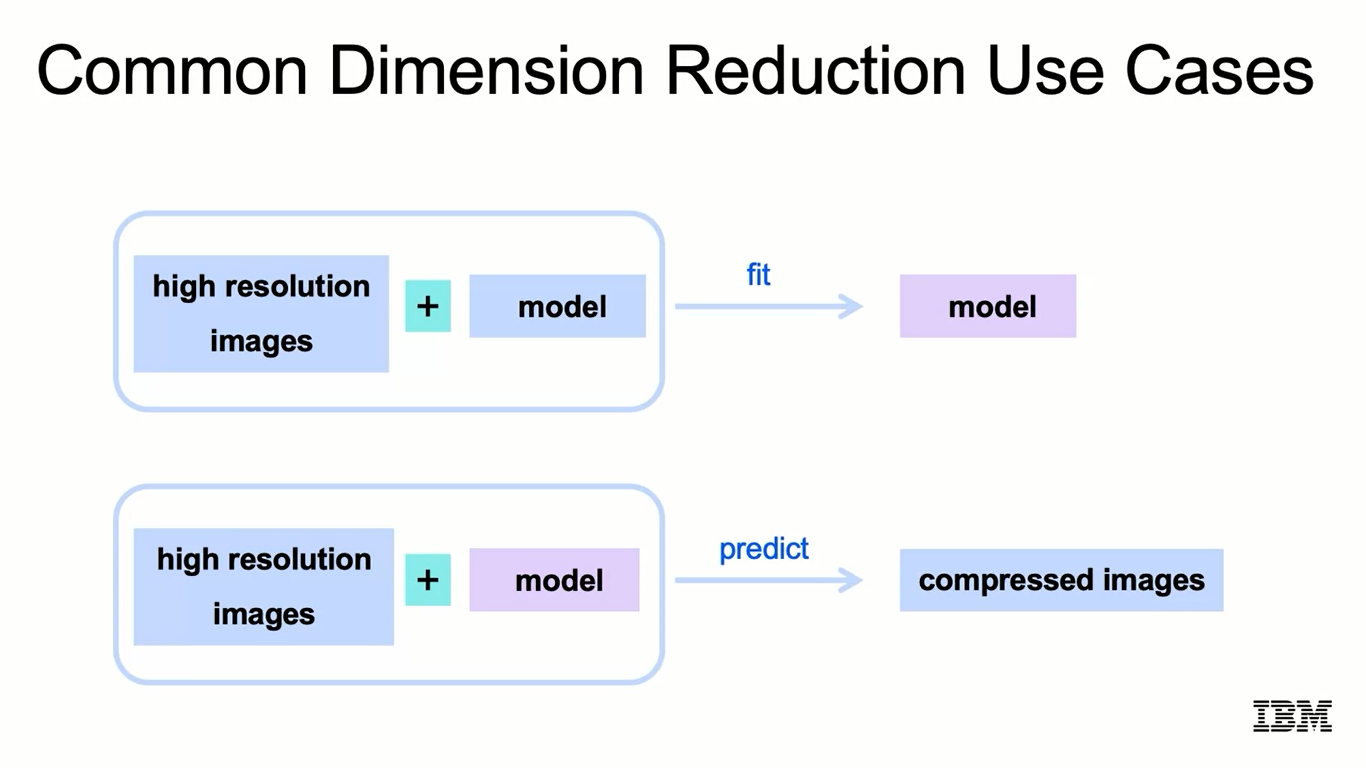 Common Dimension Reduction Use Cases
high resolution
images
+
model
fit
model
high resolution
images
+
model
predict
compressed images
IBM